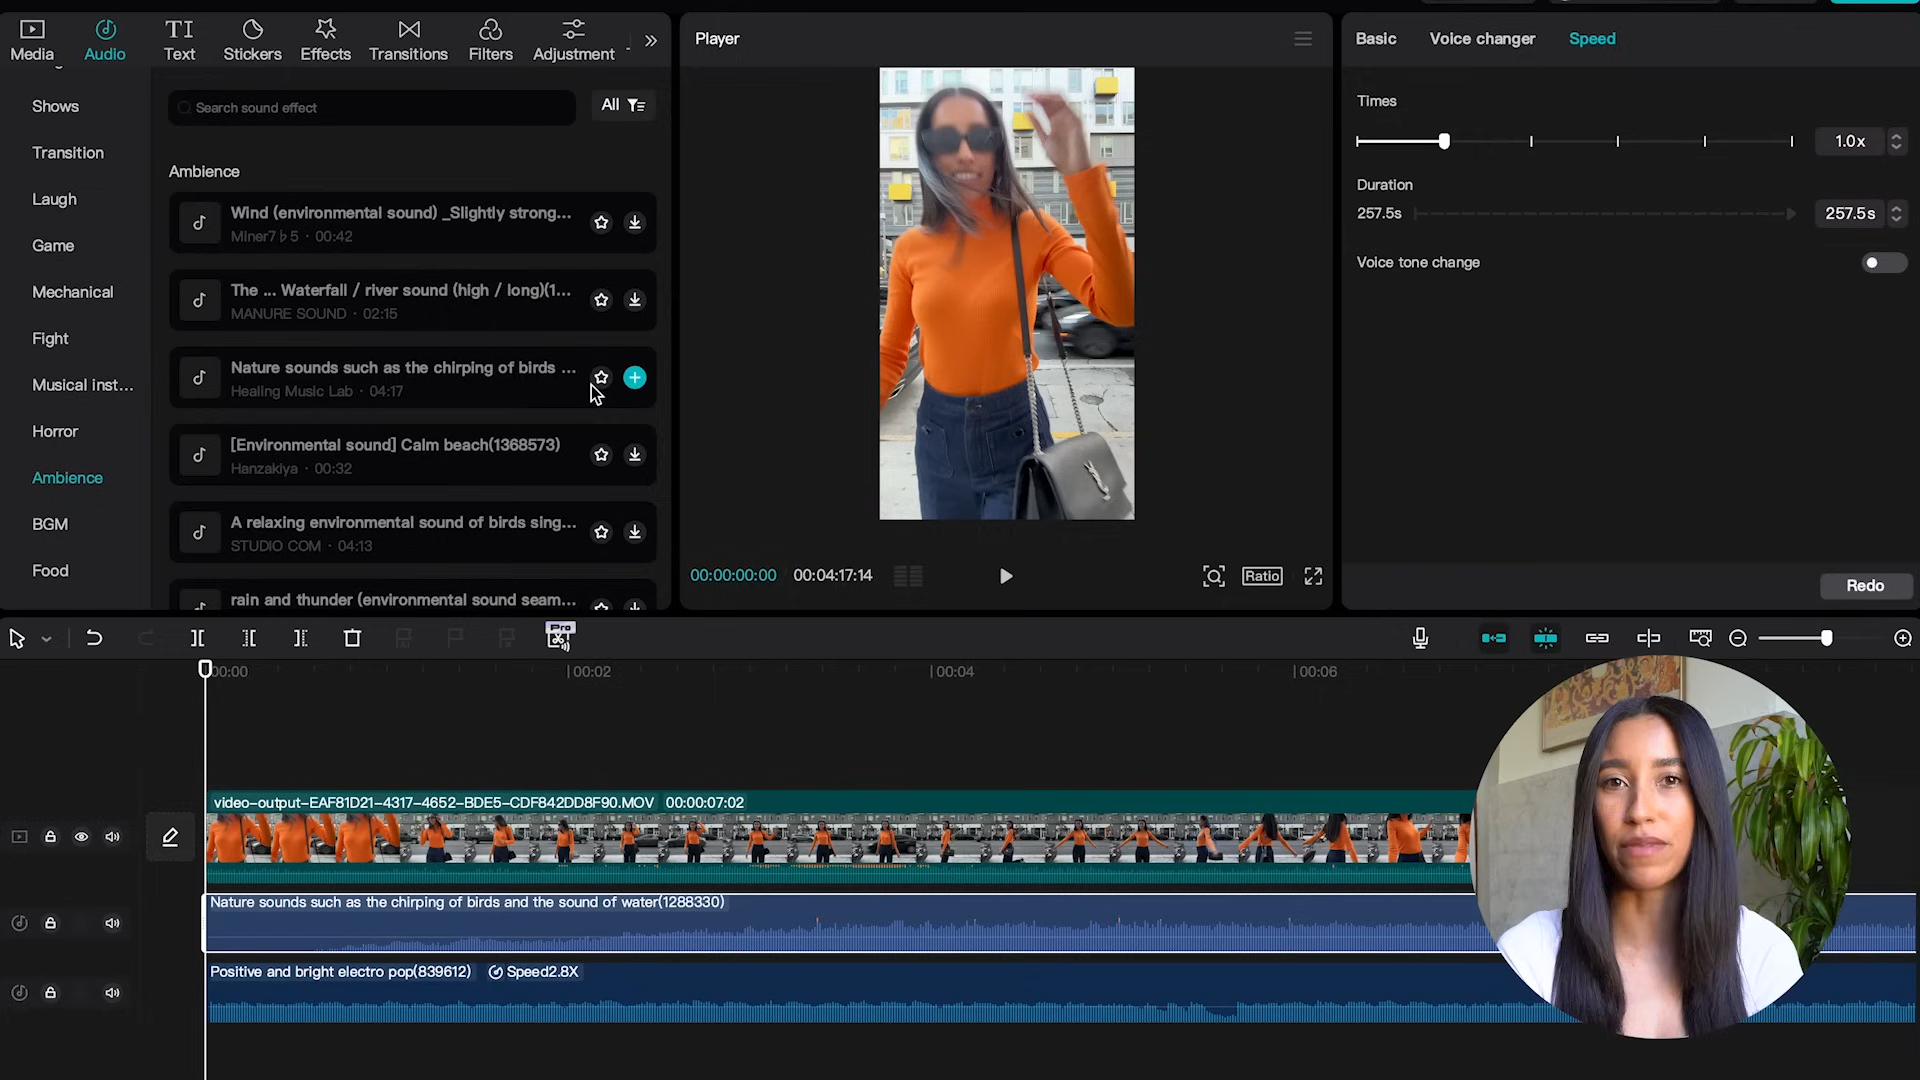 Media
Audio
Text
Stickers
Effects
Transitions
Filters
Adjustment
Player
Basic
Voice changer
Speed
Shows
Transition
Laugh
Game
Mechanical
Fight
Musical inst...
Horror
Ambience
BGM
Food
Search sound effect
All
Ambience
Wind (environmental sound) _Slightly strong...
Miner7♭5 · 00:42
The ... Waterfall / river sound (high / long)(1...
MANURE SOUND · 02:15
Nature sounds such as the chirping of birds ...
Healing Music Lab · 04:17
[Environmental sound] Calm beach(1368573)
Hanzakiya · 00:32
A relaxing environmental sound of birds sing...
STUDIO COM · 04:13
rain and thunder (environmental sound seam...
00:00:00:00
00:04:17:14
Ratio
Times
1.0x
Duration
257.5s
257.5s
Voice tone change
Redo
Pro
00:00
00:02
00:04
00:06
video-output-EAF81D21-4317-4652-BDE5-CDF842DD8F90.MOV 00:00:07:02
Nature sounds such as the chirping of birds and the sound of water(1288330)
Positive and bright electro pop(839612) Speed2.8X